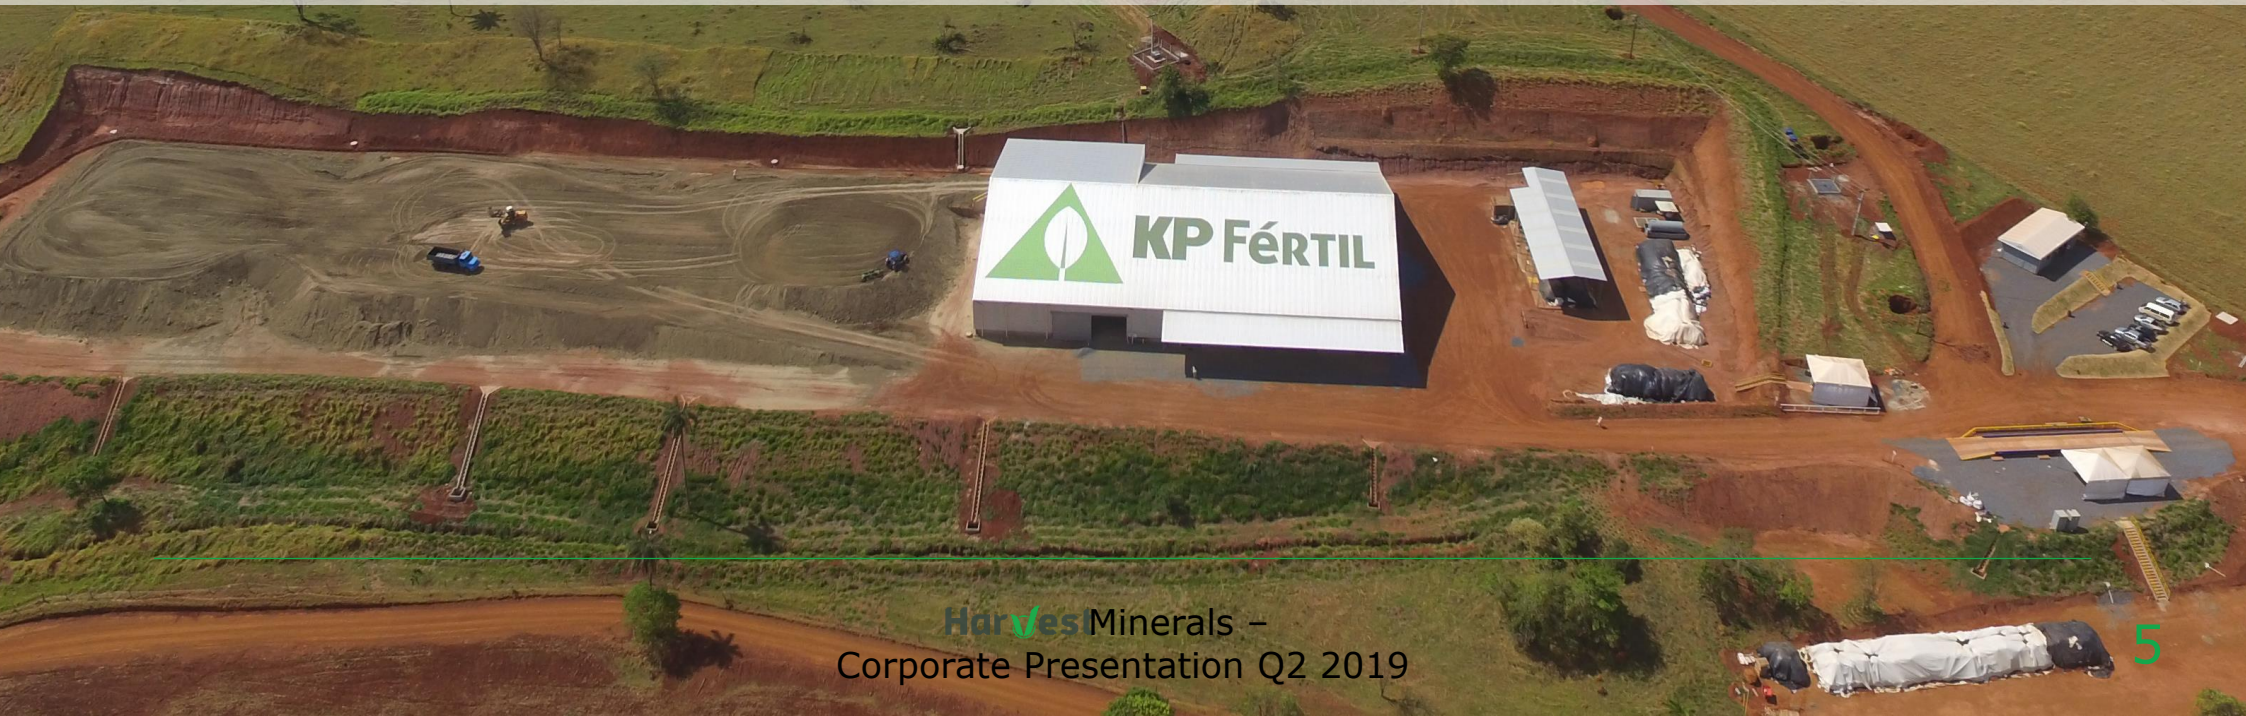 KP FéRTIL
HarvestMinerals –
Corporate Presentation Q2 2019
5